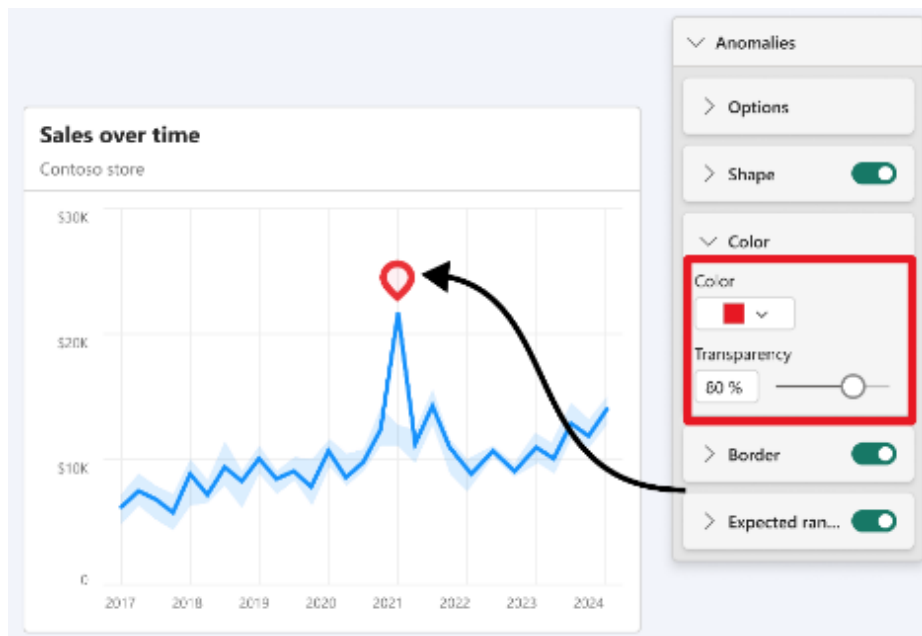 Anomalies
Options
Shape
Color
Color
Transparency
80 %
Border
Expected ran...
Sales over time
Contoso store
$30K
$20K
$10K
0
2017 2018 2019 2020 2021 2022 2023 2024